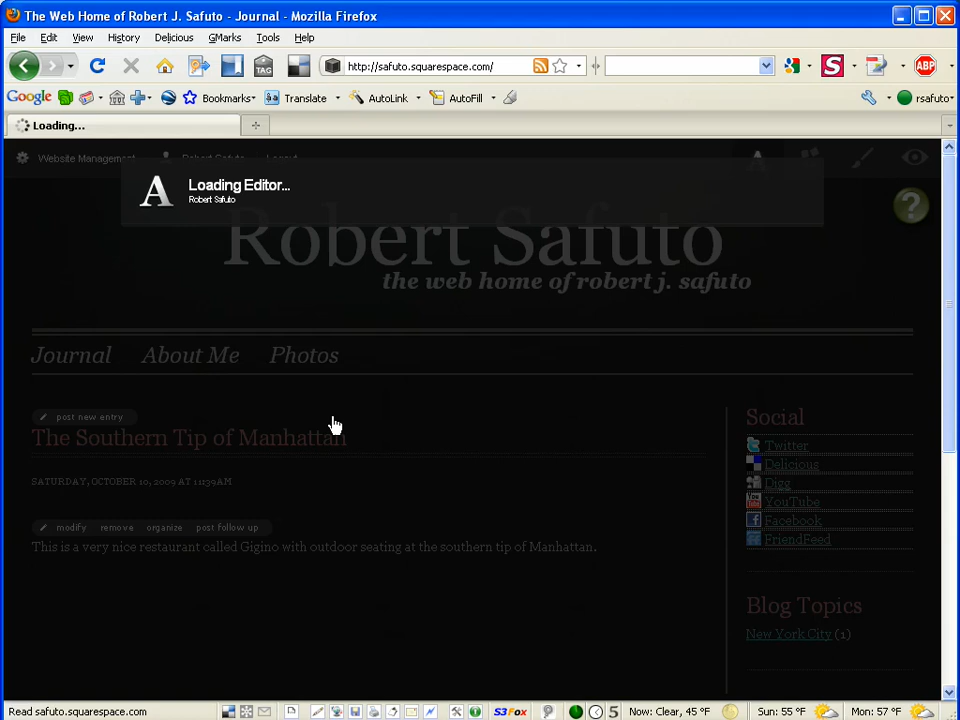 The Web Home of Robert J. Safuto - Journal - Mozilla Firefox
File Edit View History Delicious GMarks Tools Help
TAG http://safuto.squarespace.com/ S ABP
Google Bookmarks Translate AutoLink AutoFill rsafuto
Loading...
Website Management Robert Safuto Logout A
A Loading Editor...
Robert Safuto
?
Robert Safuto
the web home of robert j. safuto
Journal About Me Photos
post new entry
The Southern Tip of Manhattan
SATURDAY, OCTOBER 10, 2009 AT 11:39AM
modify remove organize post follow up
This is a very nice restaurant called Gigino with outdoor seating at the southern tip of Manhattan.
Social
Twitter
Delicious
Digg
YouTube
Facebook
FriendFeed
Blog Topics
New York City (1)
Read safuto.squarespace.com S3Fox 5 Now: Clear, 45 °F Sun: 55 °F Mon: 57 °F